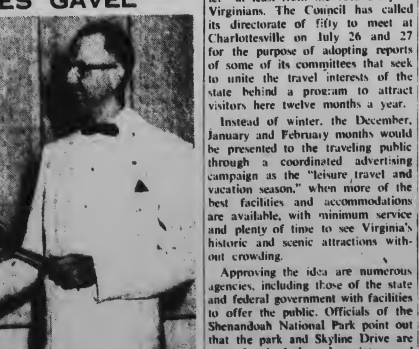 ES GAVEL
Virginians. The Council has called
its directorate of fifty to meet at
Charlottesville on July 26 and 27
for the purpose of adopting reports
of some of its committees that seek
to unite the travel interests of the
state behind a program to attract
visitors here twelve months a year.
Instead of winter, the December,
January and February months would
be presented to the traveling public
through a coordinated advertising
campaign as the "leisure travel and
vacation season," when more of the
best facilities and accommodations
are available, with minimum service
and plenty of time to see Virginia's
historic and scenic attractions with-
out crowding.
Approving the idea are numerous
agencies, including those of the state
and federal government with facilities
to offer the public. Officials of the
Shenandoah National Park point out
that the park and Skyline Drive are